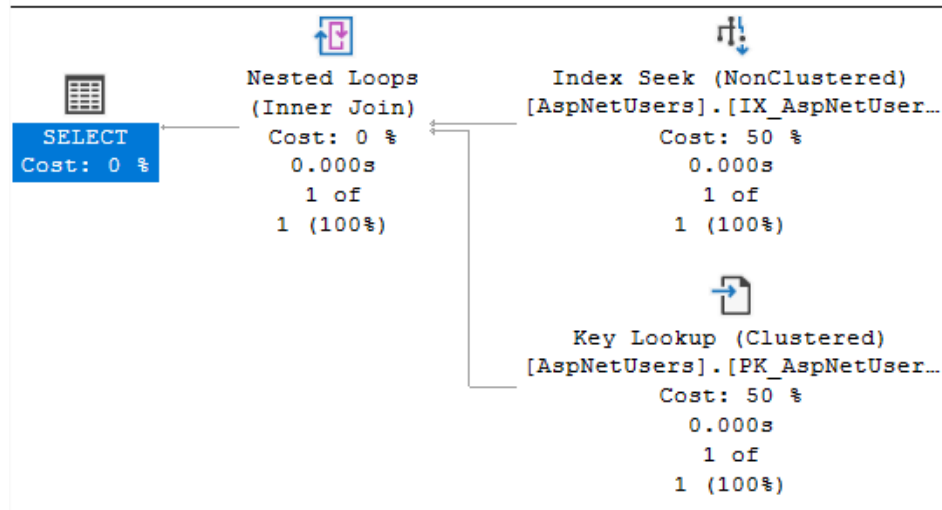 SELECT
Cost: 0 %
Nested Loops
(Inner Join)
Cost: 0 %
0.000s
1 of
1 (100%)
Index Seek (NonClustered)
[AspNetUsers].[IX_AspNetUser…
Cost: 50 %
0.000s
1 of
1 (100%)
Key Lookup (Clustered)
[AspNetUsers].[PK_AspNetUser…
Cost: 50 %
0.000s
1 of
1 (100%)